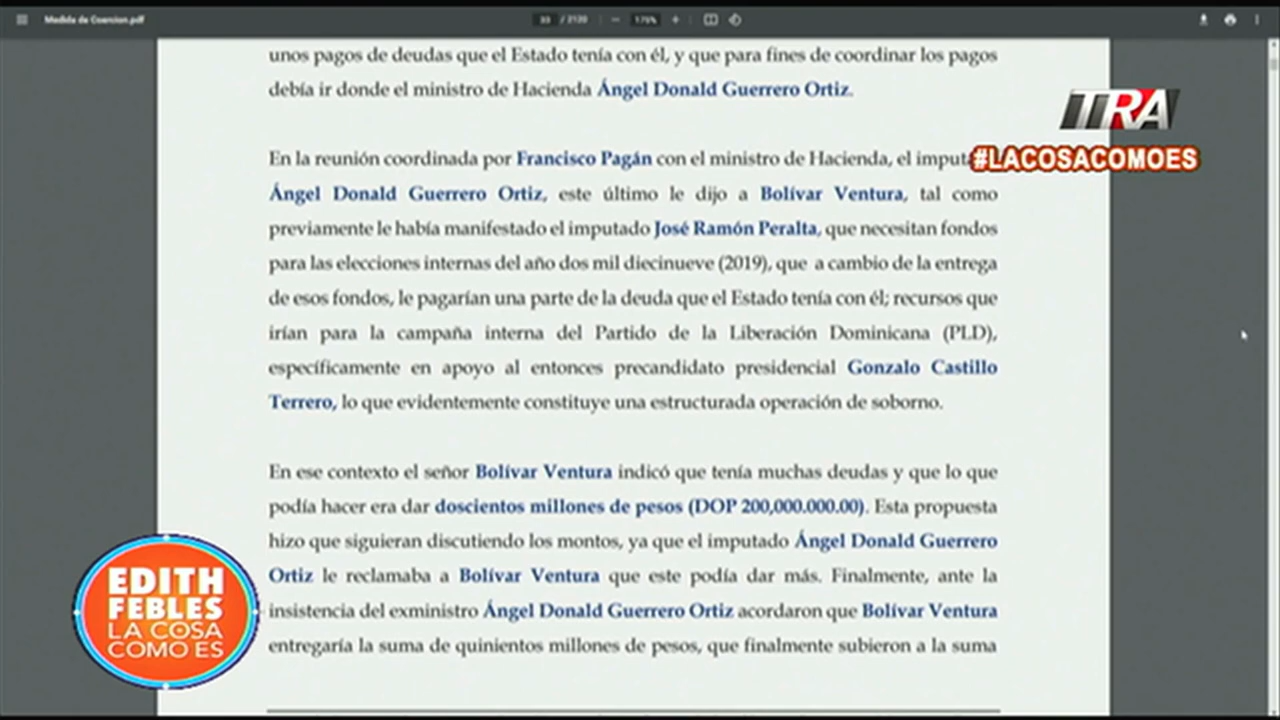 Medida de Coercion.pdf
33 / 2120
175%
unos pagos de deudas que el Estado tenía con él, y que para fines de coordinar los pagos
debía ir donde el ministro de Hacienda Ángel Donald Guerrero Ortiz.
TRA
#LACOSACOMOES
En la reunión coordinada por Francisco Pagán con el ministro de Hacienda, el
Ángel Donald Guerrero Ortiz, este último le dijo a Bolívar Ventura, tal como
previamente le había manifestado el imputado José Ramón Peralta, que necesitan fondos
para las elecciones internas del año dos mil diecinueve (2019), que a cambio de la entrega
de esos fondos, le pagarían una parte de la deuda que el Estado tenía con él; recursos que
irían para la campaña interna del Partido de la Liberación Dominicana (PLD),
específicamente en apoyo al entonces precandidato presidencial Gonzalo Castillo
Terrero, lo que evidentemente constituye una estructurada operación de soborno.
En ese contexto el señor Bolívar Ventura indicó que tenía muchas deudas y que lo que
podía hacer era dar doscientos millones de pesos (DOP 200,000.000.00). Esta propuesta
hizo que siguieran discutiendo los montos, ya que el imputado Ángel Donald Guerrero
Ortiz le reclamaba a Bolívar Ventura que este podía dar más. Finalmente, ante la
insistencia del exministro Ángel Donald Guerrero Ortiz acordaron que Bolívar Ventura
entregaría la suma de quinientos millones de pesos, que finalmente subieron a la suma
EDITH
FEBLES
LA COSA
COMO ES